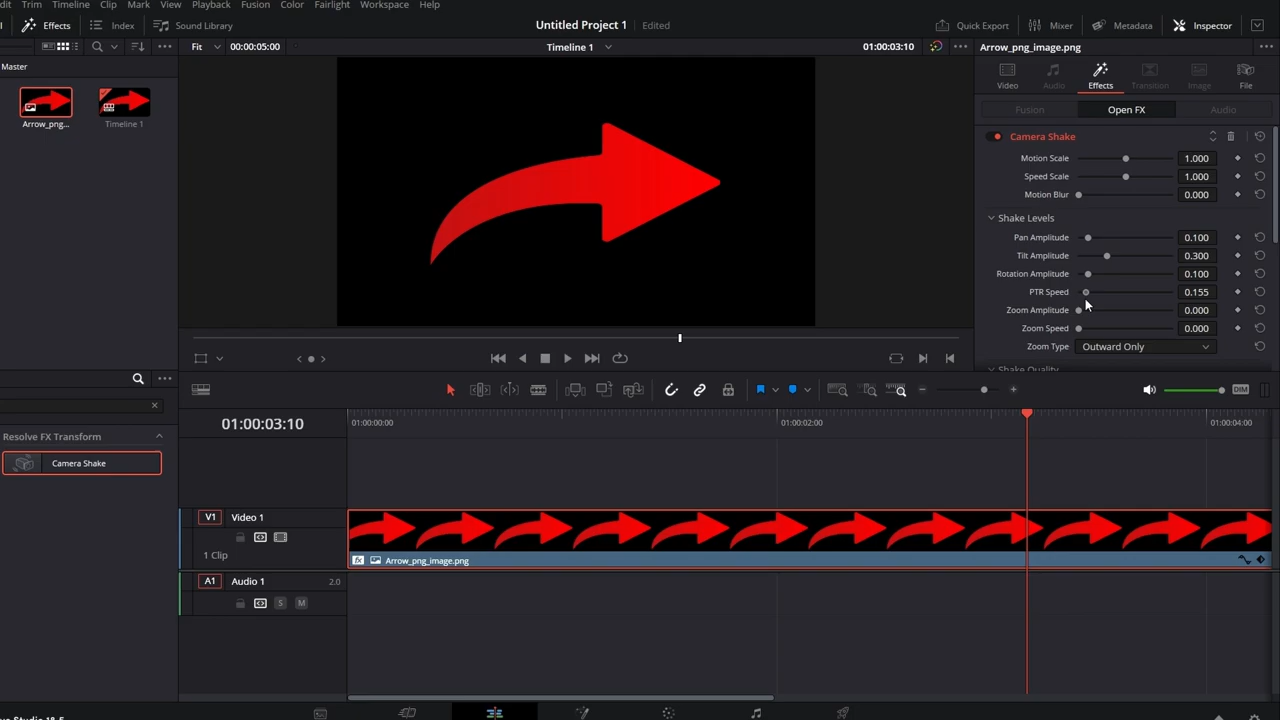 Trim Timeline Clip Mark View Playback Fusion Color Fairlight Workspace Help
Effects Index Sound Library Untitled Project 1 Edited Quick Export Mixer Metadata Inspector
Fit 00:00:05:00 Timeline 1 01:00:03:10 Arrow_png_image.png
Master
Video Audio Effects Transition Image File
Arrow_png... Timeline 1
Fusion Open FX Audio
Camera Shake
Motion Scale 1.000
Speed Scale 1.000
Motion Blur 0.000
Shake Levels
Pan Amplitude 0.100
Tilt Amplitude 0.300
Rotation Amplitude 0.100
PTR Speed 0.155
Zoom Amplitude 0.000
Zoom Speed 0.000
Zoom Type Outward Only
Shake Quality
DIM
01:00:03:10 01:00:00:00 01:00:02:00 01:00:04:00
Resolve FX Transform
Camera Shake
V1 Video 1
1 Clip
fx Arrow_png_image.png
A1 Audio 1 2.0
S M